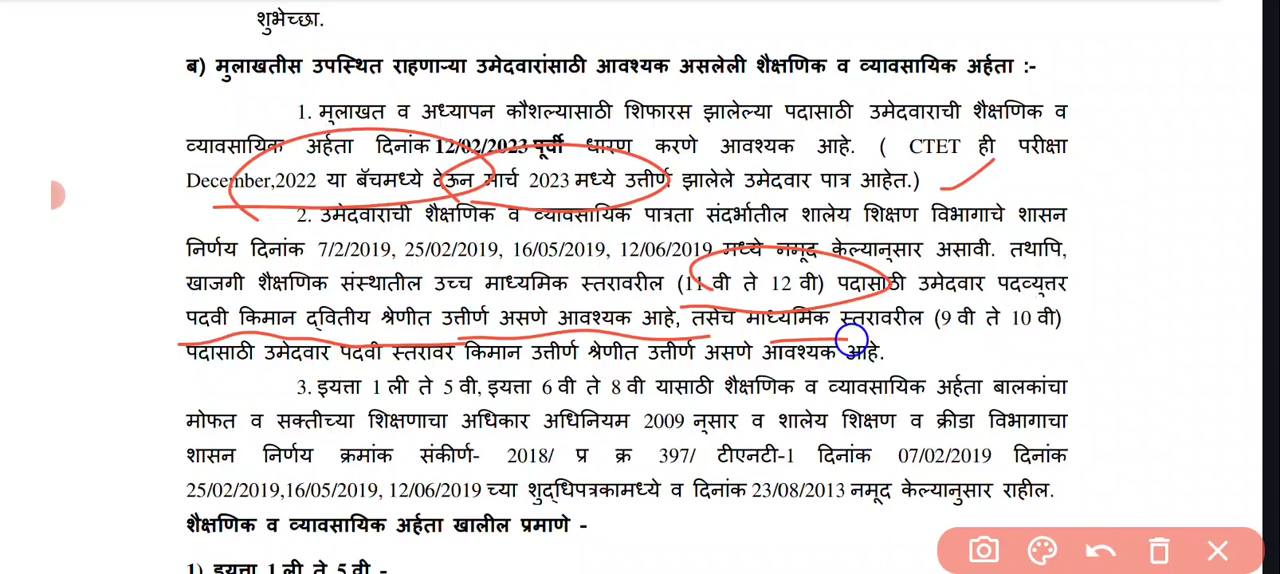 शुभेच्छा.
ब) मुलाखतीस उपस्थित राहणाऱ्या उमेदवारांसाठी आवश्यक असलेली शैक्षणिक व व्यावसायिक अर्हता :-
1. मुलाखत व अध्यापन कौशल्यासाठी शिफारस झालेल्या पदासाठी उमेदवाराची शैक्षणिक व
व्यावसायिक अर्हता दिनांक 12/02/2023 पूर्वी धारण करणे आवश्यक आहे. ( CTET ही परीक्षा
December,2022 या बॅचमध्ये देऊन मार्च 2023 मध्ये उत्तीर्ण झालेले उमेदवार पात्र आहेत.)
2. उमेदवाराची शैक्षणिक व व्यावसायिक पात्रता संदर्भातील शालेय शिक्षण विभागाचे शासन
निर्णय दिनांक 7/2/2019, 25/02/2019, 16/05/2019, 12/06/2019 मध्ये नमूद केल्यानुसार असावी. तथापि,
खाजगी शैक्षणिक संस्थातील उच्च माध्यमिक स्तरावरील (11 वी ते 12 वी) पदासाठी उमेदवार पदव्युत्तर
पदवी किमान द्वितीय श्रेणीत उत्तीर्ण असणे आवश्यक आहे, तसेच माध्यमिक स्तरावरील (9 वी ते 10 वी)
पदासाठी उमेदवार पदवी स्तरावर किमान उत्तीर्ण श्रेणीत उत्तीर्ण असणे आवश्यक आहे.
3. इयत्ता 1 ली ते 5 वी, इयत्ता 6 वी ते 8 वी यासाठी शैक्षणिक व व्यावसायिक अर्हता बालकांचा
मोफत व सक्तीच्या शिक्षणाचा अधिकार अधिनियम 2009 नुसार व शालेय शिक्षण व क्रीडा विभागाचा
शासन निर्णय क्रमांक संकीर्ण- 2018/ प्र क्र 397/ टीएनटी-1 दिनांक 07/02/2019 दिनांक
25/02/2019,16/05/2019, 12/06/2019 च्या शुद्धिपत्रकामध्ये व दिनांक 23/08/2013 नमूद केल्यानुसार राहील.
शैक्षणिक व व्यावसायिक अर्हता खालील प्रमाणे -
1) इयत्ता 1 ली ते 5 वी -